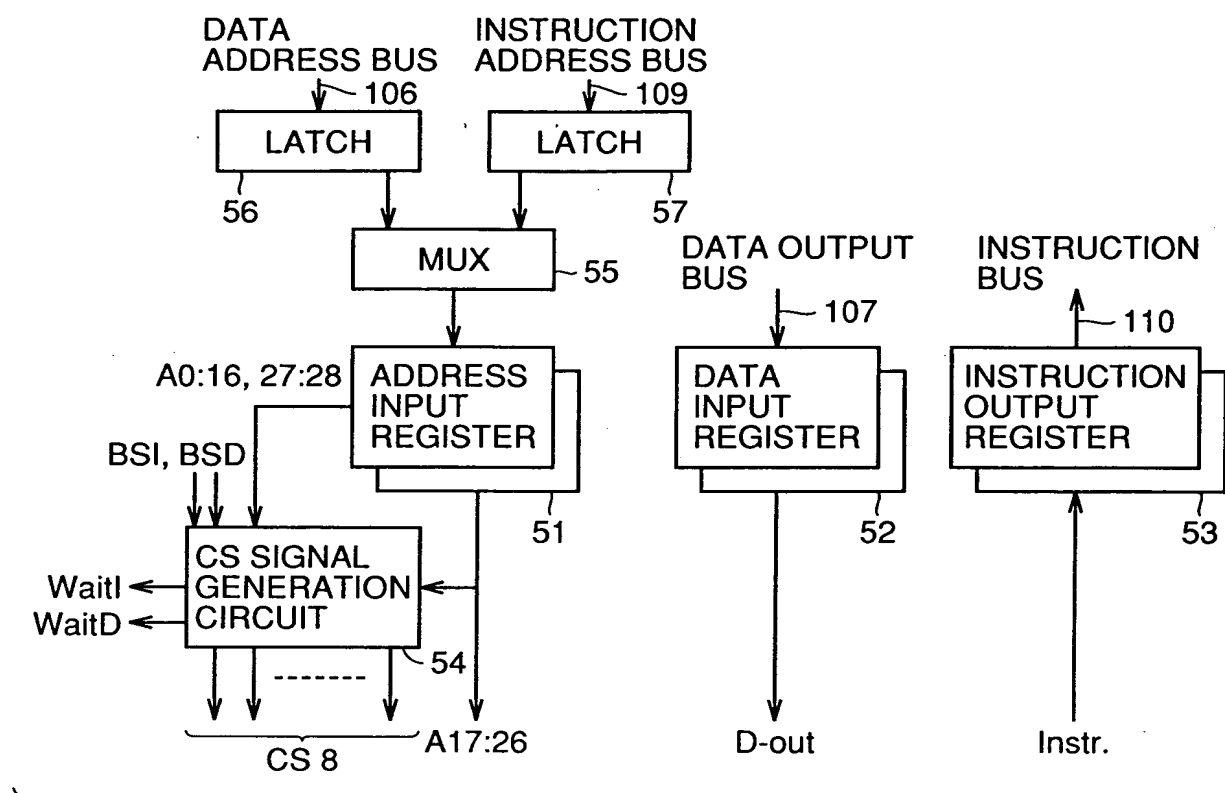 DATA
ADDRESS BUS
INSTRUCTION
ADDRESS BUS
106
109
LATCH
LATCH
56
57
MUX
55
DATA OUTPUT
BUS
INSTRUCTION
BUS
107
110
A0:16, 27:28
ADDRESS
INPUT
REGISTER
DATA
INPUT
REGISTER
INSTRUCTION
OUTPUT
REGISTER
BSI, BSD
51
52
53
CS SIGNAL
GENERATION
CIRCUIT
WaitI
WaitD
54
CS 8
A17:26
D-out
Instr.